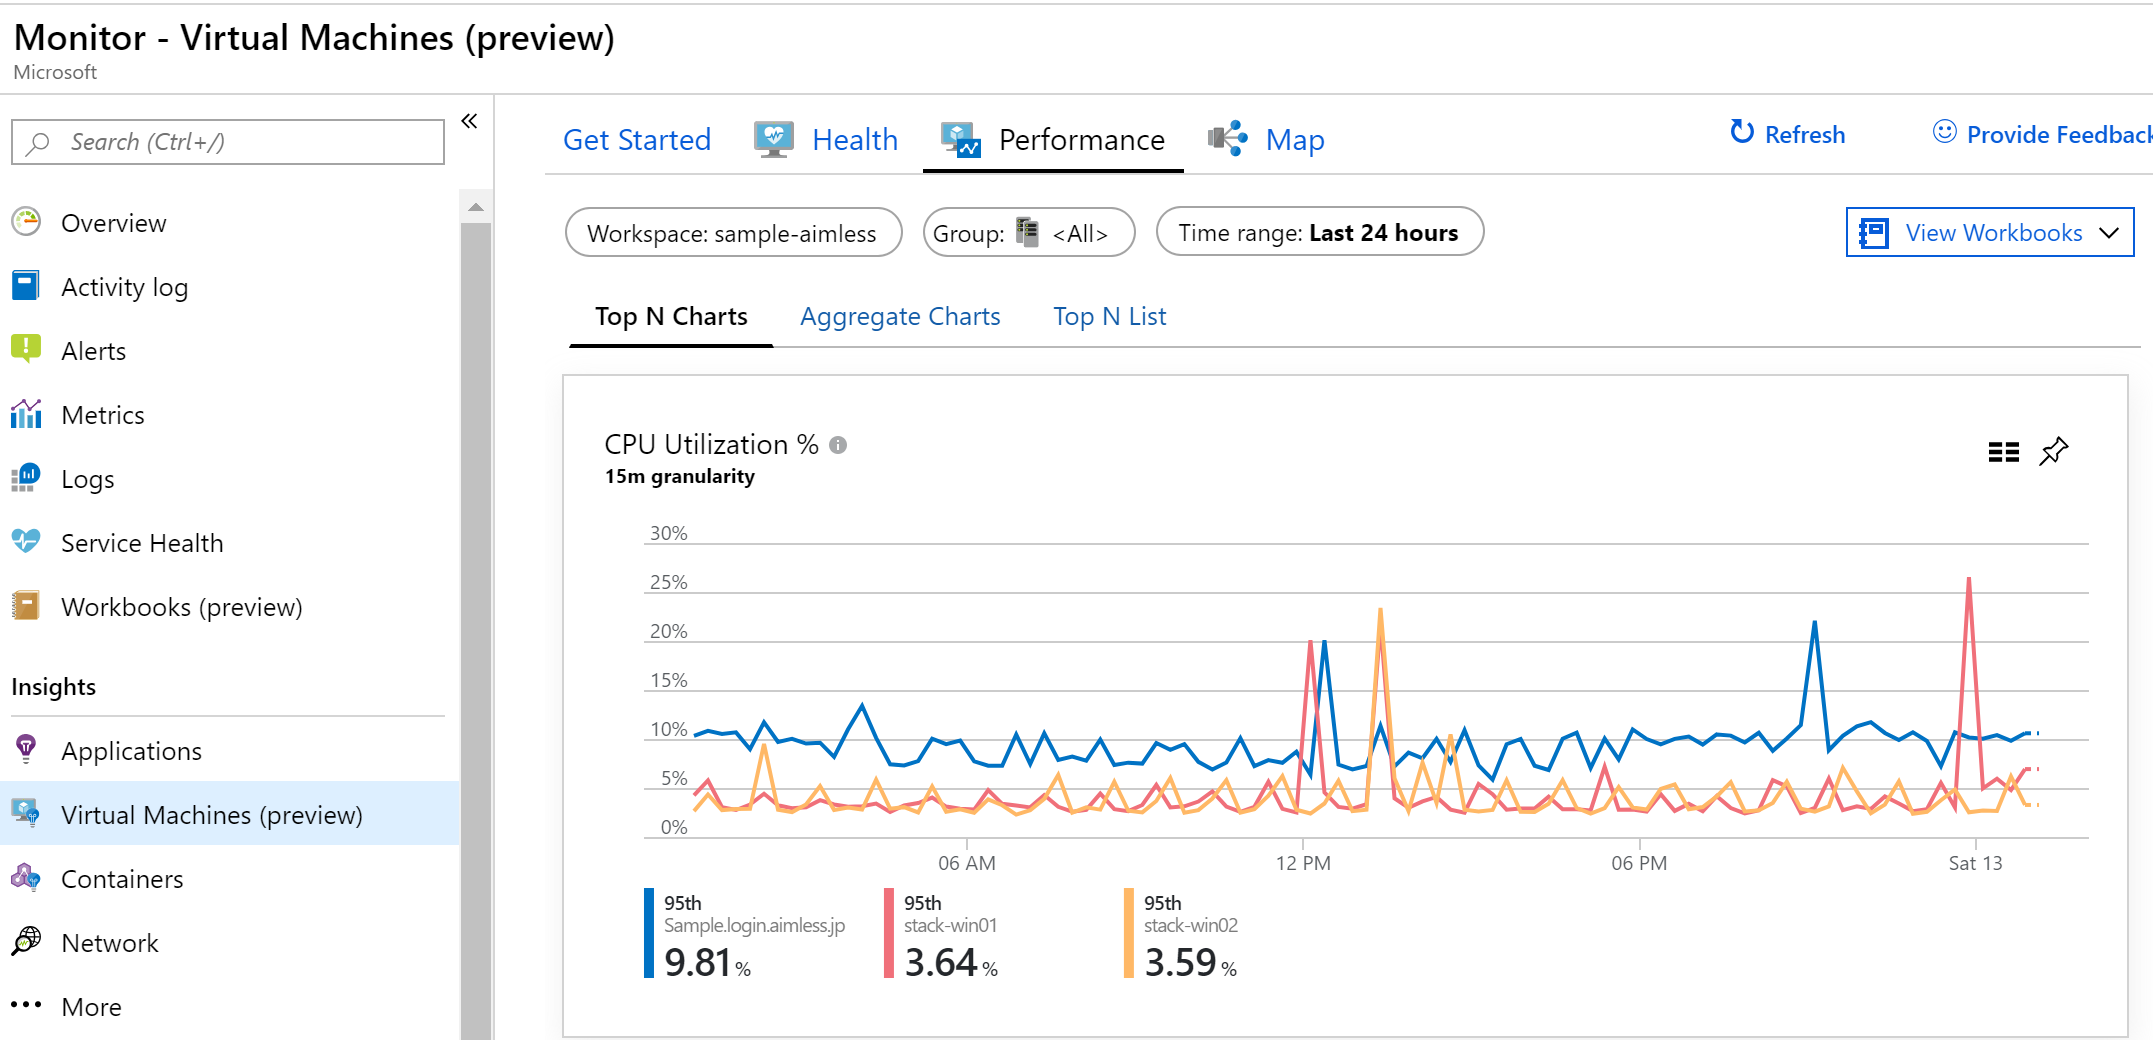 Monitor - Virtual Machines (preview)
Microsoft
Search (Ctrl+/)
Overview
Activity log
Alerts
Metrics
Logs
Service Health
Workbooks (preview)
Insights
Applications
Virtual Machines (preview)
Containers
Network
More
Get Started Health Performance Map
Refresh Provide Feedback
Workspace: sample-aimless Group: <All> Time range: Last 24 hours
View Workbooks
Top N Charts Aggregate Charts Top N List
CPU Utilization %
15m granularity
30%
25%
20%
15%
10%
5%
0%
06 AM 12 PM 06 PM Sat 13
95th
Sample.login.aimless.jp
9.81 %
95th
stack-win01
3.64 %
95th
stack-win02
3.59 %